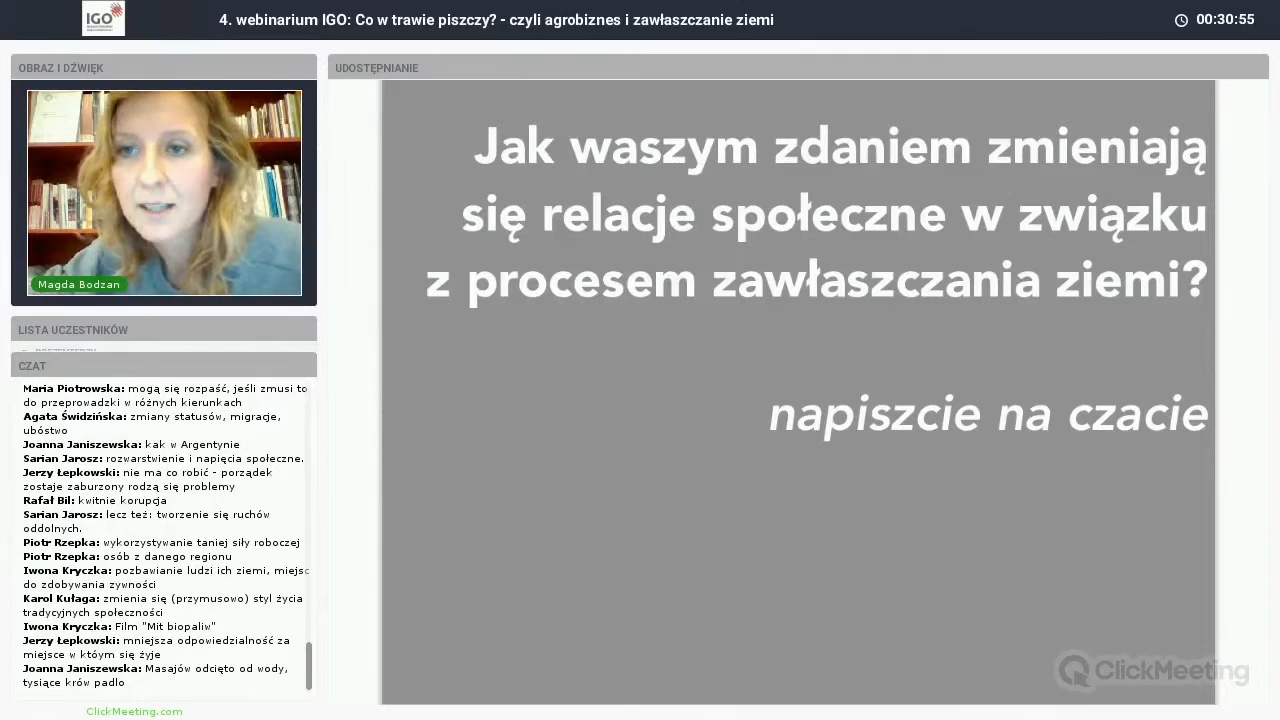 IGO
4. webinarium IGO: Co w trawie piszczy? - czyli agrobiznes i zawłaszczanie ziemi
00:30:55
OBRAZ I DŹWIĘK
UDOSTĘPNIANIE
Magda Bodzan
Jak waszym zdaniem zmieniają
się relacje społeczne w związku
z procesem zawłaszczania ziemi?
napiszcie na czacie
LISTA UCZESTNIKÓW
CZAT
Maria Piotrowska: mogą się rozpaść, jeśli zmusi to
do przeprowadzki w różnych kierunkach
Agata Świdzińska: zmiany statusów, migracje,
ubóstwo
Joanna Janiszewska: kak w Argentynie
Sarian Jarosz: rozwarstwienie i napięcia społeczne.
Jerzy Łepkowski: nie ma co robić - porządek
zostaje zaburzony rodzą się problemy
Rafał Bil: kwitnie korupcja
Sarian Jarosz: lecz też: tworzenie się ruchów
oddolnych.
Piotr Rzepka: wykorzystywanie taniej siły roboczej
Piotr Rzepka: osób z danego regionu
Iwona Kryczka: pozbawianie ludzi ich ziemi, miejsc
do zdobywania zywności
Karol Kułaga: zmienia się (przymusowo) styl życia
tradycyjnych społeczności
Iwona Kryczka: Film "Mit biopaliw"
Jerzy Łepkowski: mniejsza odpowiedzialność za
miejsce w któym się żyje
Joanna Janiszewska: Masajów odcięto od wody,
tysiące krów padlo
ClickMeeting.com
ClickMeeting